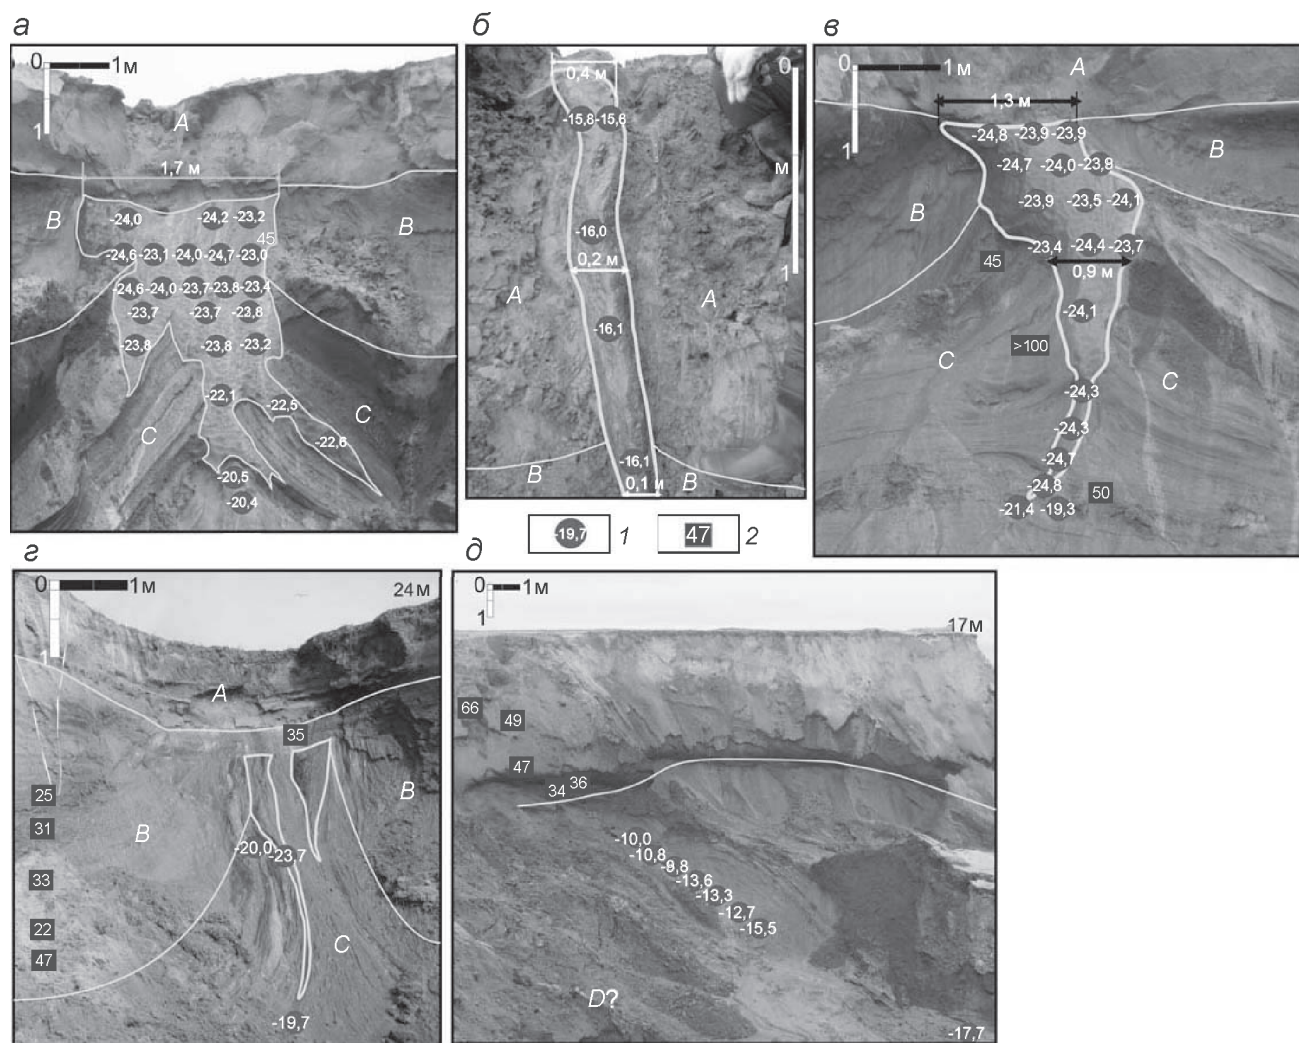 а
0 1м
1
A
1,7 м
B
B
-24,0 -24,2 -23,2
45
-24,6 -23,1 -24,0 -24,7 -23,0
-24,6 -24,0 -23,7 -23,8 -23,4
-23,7 -23,7 -23,8
-23,8 -23,8 -23,2
-22,1
-22,5
C
C
-22,6
-20,5
-20,4
б
0,4 м
0
-15,8 -15,6
м
-16,0
0,2 м
1
A
A
-16,1
-16,1
B
B
0,1 м
в
0 1м
1
A
1,3 м
-24,8 -23,9 -23,9
B
-24,7 -24,0 -23,8
-23,9 -23,5 -24,1
B
-23,4 -24,4 -23,7
45
0,9 м
-24,1
>100
C
C
-24,3
-24,3
-24,7
-24,8
50
-21,4 -19,3
-19,7 1
47 2
г
0 1м
24 м
1
A
35
25
B
31
B
-20,0
-23,7
33
22
C
47
-19,7
д
0 1м
1
17м
66
49
47
36
34
-10,0
-10,8
-9,8
-13,6
-13,3
-12,7
-15,5
D?
-17,7